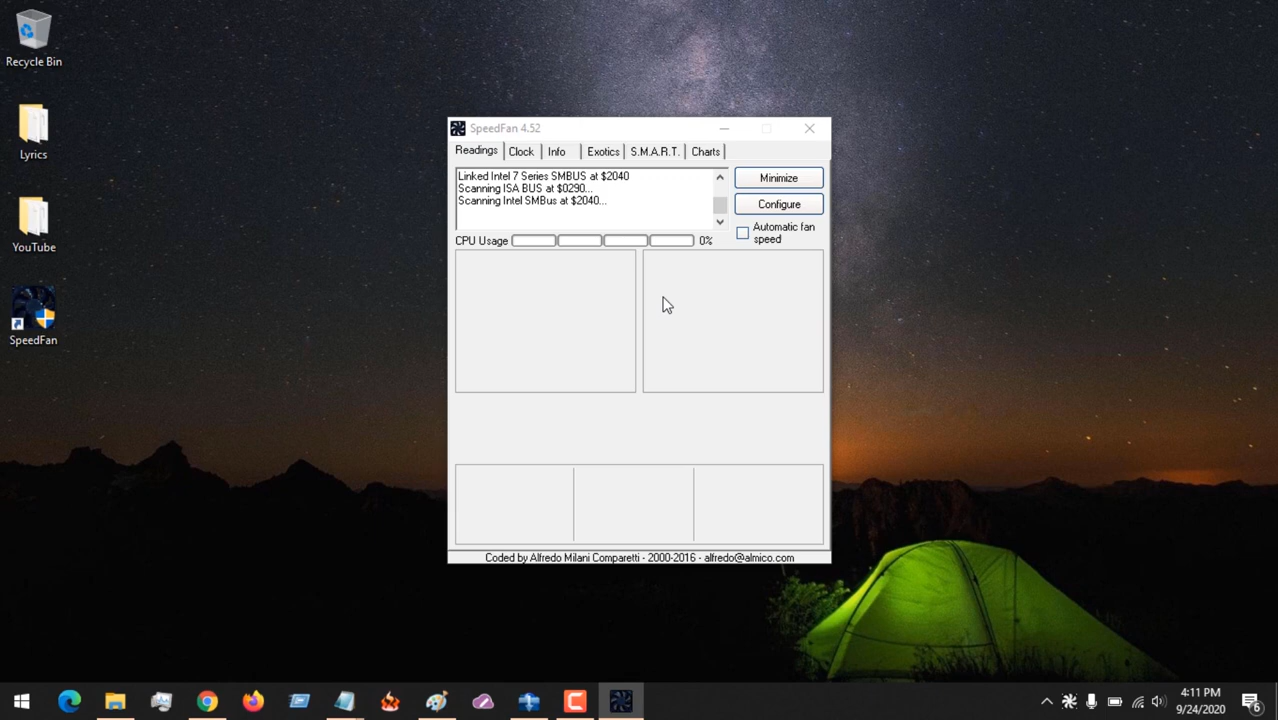 Recycle Bin
Lyrics
YouTube
SpeedFan
SpeedFan 4.52
Readings Clock Info Exotics S.M.A.R.T. Charts
Linked Intel 7 Series SMBUS at $2040
Scanning ISA BUS at $0290...
Scanning Intel SMBus at $2040...
Minimize
Configure
Automatic fan
speed
CPU Usage 0%
Coded by Alfredo Milani Comparetti - 2000-2016 - alfredo@almico.com
4:11 PM
9/24/2020
6